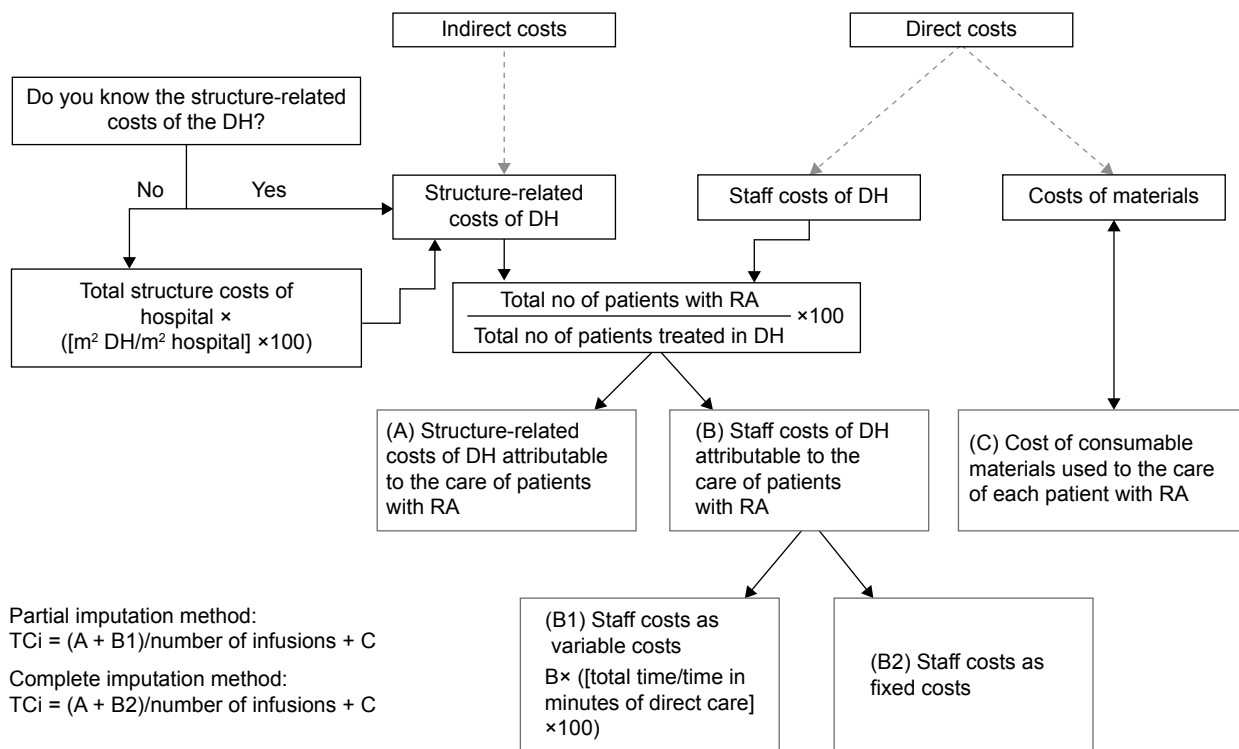 Indirect costs
Direct costs
Do you know the structure-related
costs of the DH?
No
Yes
Structure-related
costs of DH
Staff costs of DH
Costs of materials
Total structure costs of
hospital ×
([m² DH/m² hospital] ×100)
Total no of patients with RA
Total no of patients treated in DH
×100
(A) Structure-related
costs of DH attributable
to the care of patients
with RA
(B) Staff costs of DH
attributable to the
care of patients
with RA
(C) Cost of consumable
materials used to the care
of each patient with RA
Partial imputation method:
TCi = (A + B1)/number of infusions + C
Complete imputation method:
TCi = (A + B2)/number of infusions + C
(B1) Staff costs as
variable costs
B× ([total time/time in
minutes of direct care]
×100)
(B2) Staff costs as
fixed costs